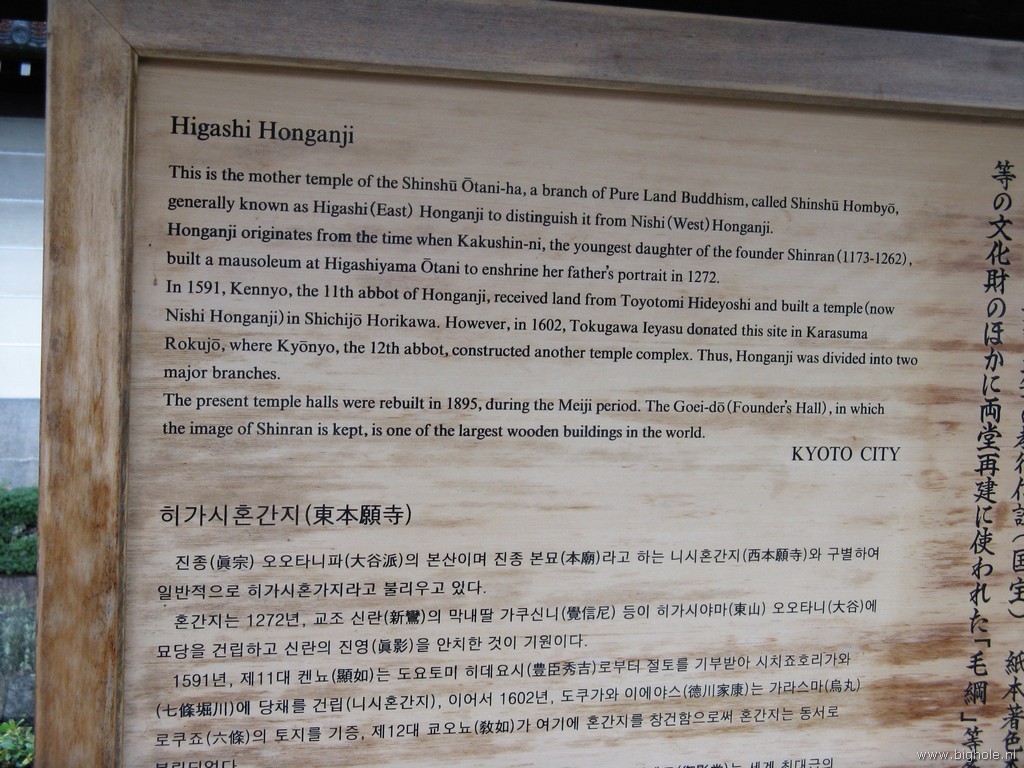 Higashi Honganji
This is the mother temple of the Shinshū Ōtani-ha, a branch of Pure Land Buddhism, called Shinshū Hombyō,
generally known as Higashi(East) Honganji to distinguish it from Nishi(West)Honganji.
Honganji originates from the time when Kakushin-ni, the youngest daughter of the founder Shinran(1173-1262),
built a mausoleum at Higashiyama Ōtani to enshrine her father's portrait in 1272.
In 1591, Kennyo, the 11th abbot of Honganji, received land from Toyotomi Hideyoshi and built a temple(now
Nishi Honganji)in Shichijō Horikawa. However, in 1602, Tokugawa Ieyasu donated this site in Karasuma
Rokujō, where Kyōnyo, the 12th abbot, constructed another temple complex. Thus, Honganji was divided into two
major branches.
The present temple halls were rebuilt in 1895, during the Meiji period. The Goei-dō(Founder's Hall), in which
the image of Shinran is kept, is one of the largest wooden buildings in the world.
KYOTO CITY
히가시혼간지(東本願寺)
진종(眞宗) 오오타니파(大谷派)의 본산이며 진종 본묘(本廟)라고 하는 니시혼간지(西本願寺)와 구별하여
일반적으로 히가시혼가지라고 불리우고 있다.
혼간지는 1272년, 교조 신란(新鸞)의 막내딸 가쿠신니(覺信尼) 등이 히가시야마(東山) 오오타니(大谷)에
묘당을 건립하고 신란의 진영(眞影)을 안치한 것이 기원이다.
1591년, 제11대 켄뇨(顯如)는 도요토미 히데요시(豊臣秀吉)로부터 절토를 기부받아 시치죠호리가와
(七條堀川)에 당채를 건립(니시혼간지), 이어서 1602년, 도쿠가와 이에야스(德川家康)는 가라스마(烏丸)
로쿠죠(六條)의 토지를 기증, 제12대 쿄오뇨(敎如)가 여기에 혼간지를 창건함으로써 혼간지는 동서로
분리되었다.
는 세계 최대급의
(国宝) 紙本著色
等の文化財のほかに両堂再建に使われた「毛綱」等
www.bighole.nl